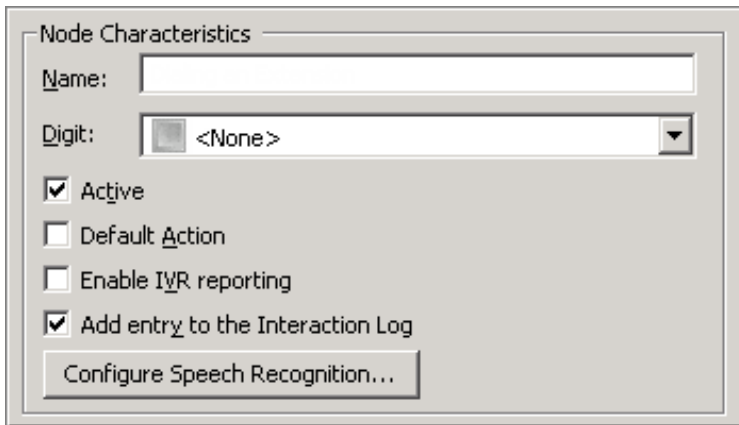 Node Characteristics
Name:
Digit: <None>
Active
Default Action
Enable IVR reporting
Add entry to the Interaction Log
Configure Speech Recognition...